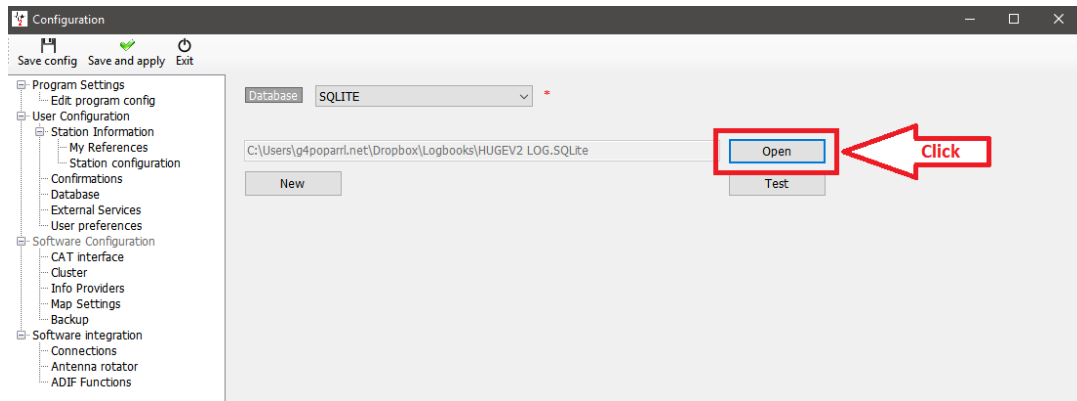 Configuration
Save config Save and apply Exit
Program Settings
Edit program config
User Configuration
Station Information
My References
Station configuration
Confirmations
Database
External Services
User preferences
Software Configuration
CAT interface
Cluster
Info Providers
Map Settings
Backup
Software integration
Connections
Antenna rotator
ADIF Functions
Database SQLITE *
C:\Users\g4poparrl.net\Dropbox\Logbooks\HUGEV2 LOG.SQLite Open Click
New Test